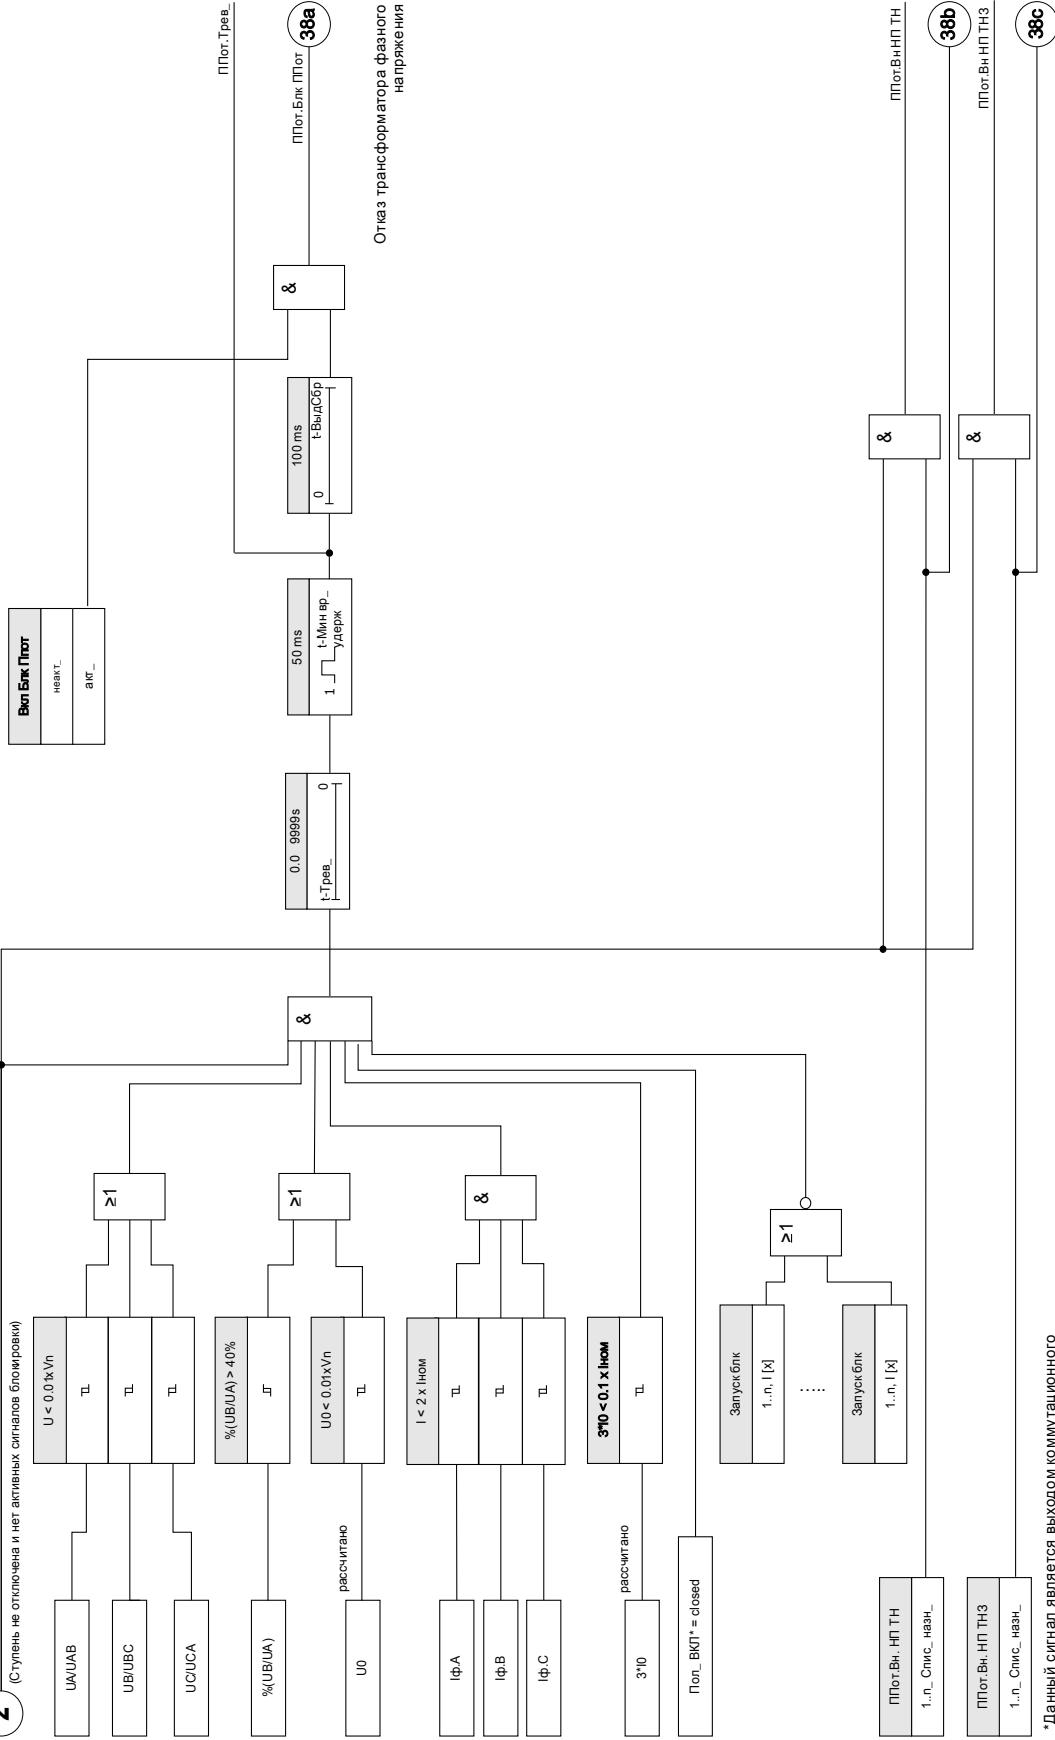 2
(Ступень не отключена и нет активных сигналов блокировки)
UA/UAB
UB/UBC
UC/UCA
U < 0.01xVn
≥1
%(UB/UA)
%(UB/UA) > 40%
U0
рассчитано
U0 < 0.01xVn
≥1
Iф.A
Iф.B
Iф.C
I < 2 x Iном
&
3*I0
рассчитано
3*I0 < 0.1 x Iном
Пол_ ВКЛ* = closed
Запуск блк
1..n, I [x]
.....
Запуск блк
1..n, I [x]
≥1
&
0.0 9999s
t-Трев_
0
50 ms
1
t-Мин вр_
удерж
100 ms
0
t-ВыдСбр
Вкл Блк Ппот
неакт_
акт_
&
ППот.Трев_
ППот.Блк ППот
38a
Отказ трансформатора фазного
напряжения
ППот.Вн. НП ТН
1..n_ Спис_ назн_
&
ППот.Вн НП ТН
38b
ППот.Вн. НП ТНЗ
1..n_ Спис_ назн_
&
ППот.Вн НП ТНЗ
38c
*Данный сигнал является выходом коммутационного